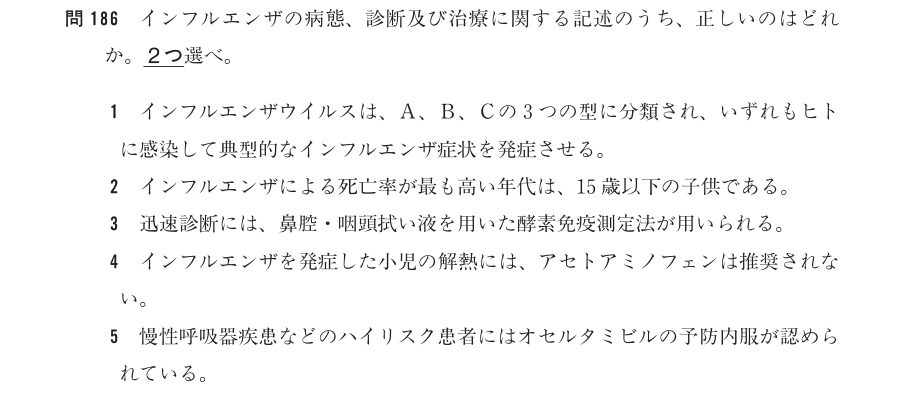 問186 インフルエンザの病態、診断及び治療に関する記述のうち、正しいのはどれ
か。２つ選べ。
1 インフルエンザウイルスは、Ａ、Ｂ、Ｃの３つの型に分類され、いずれもヒト
に感染して典型的なインフルエンザ症状を発症させる。
2 インフルエンザによる死亡率が最も高い年代は、15 歳以下の子供である。
3 迅速診断には、鼻腔・咽頭拭い液を用いた酵素免疫測定法が用いられる。
4 インフルエンザを発症した小児の解熱には、アセトアミノフェンは推奨されな
い。
5 慢性呼吸器疾患などのハイリスク患者にはオセルタミビルの予防内服が認めら
れている。